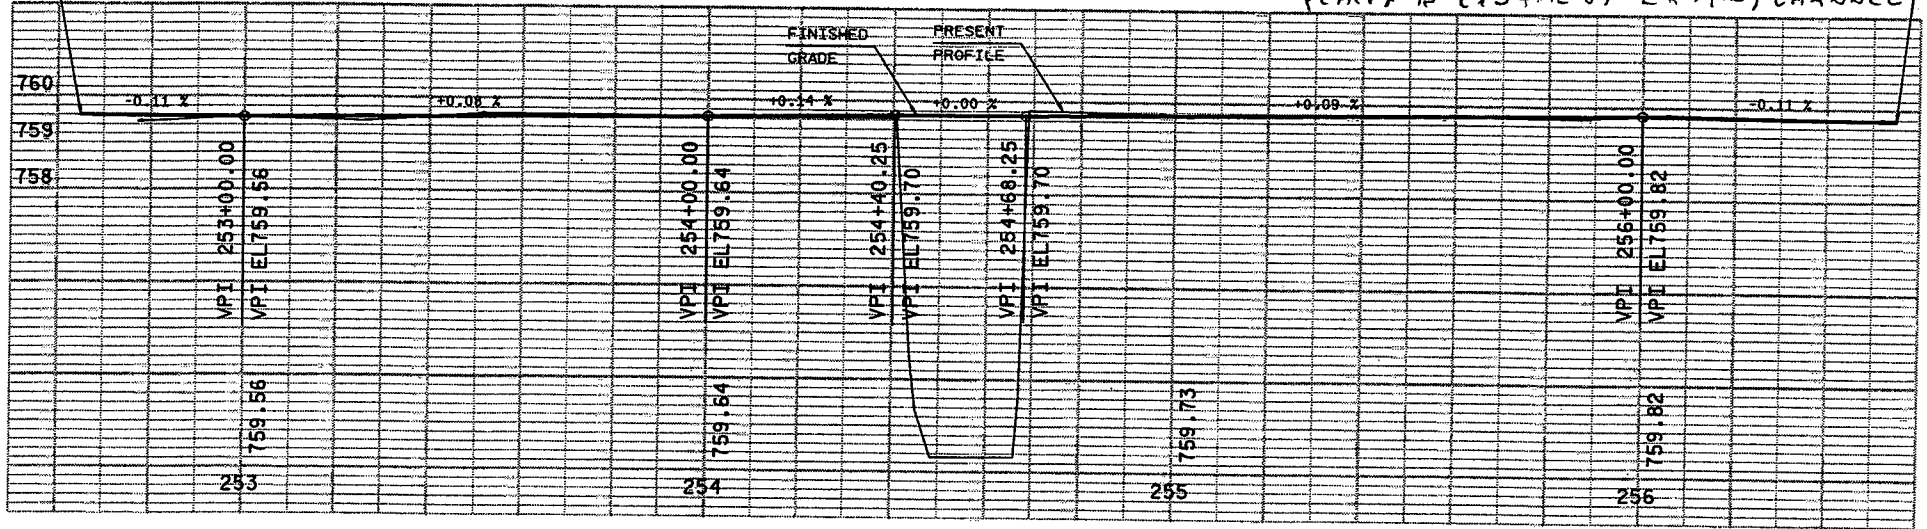 CHANNEL
FINISHED
GRADE
PRESENT
PROFILE
760
759
758
-0.11 %
+0.08 %
+0.14 %
+0.00 %
+0.09 %
-0.11 %
VPI 253+00.00
VPI EL759.56
VPI 254+00.00
VPI EL759.64
VPI 254+40.25
VPI EL759.70
VPI 254+68.25
VPI EL759.70
VPI 256+00.00
VPI EL759.82
759.56
759.64
759.73
759.82
253
254
255
256